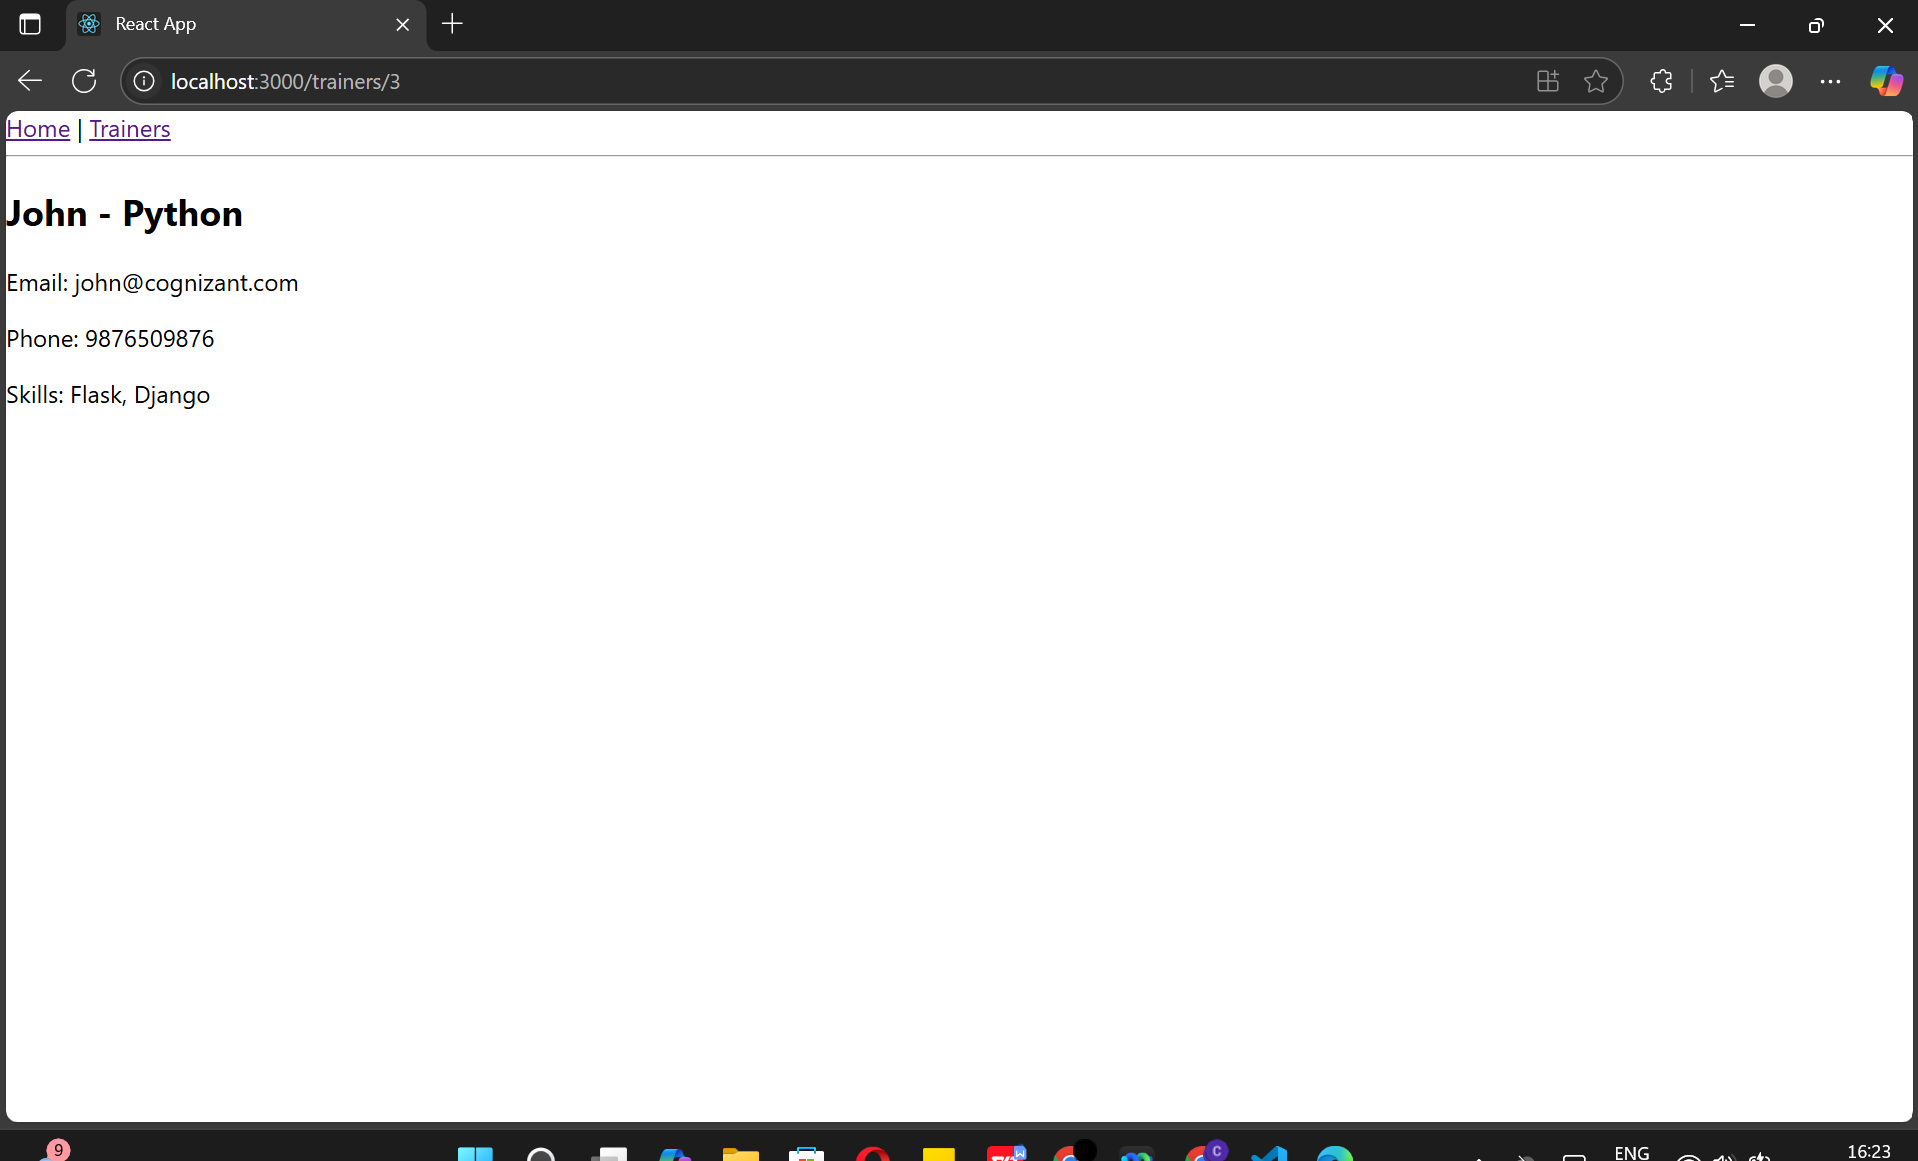 React App
localhost:3000/trainers/3
Home | Trainers
John - Python
Email: john@cognizant.com
Phone: 9876509876
Skills: Flask, Django
9
C
ENG
16:23